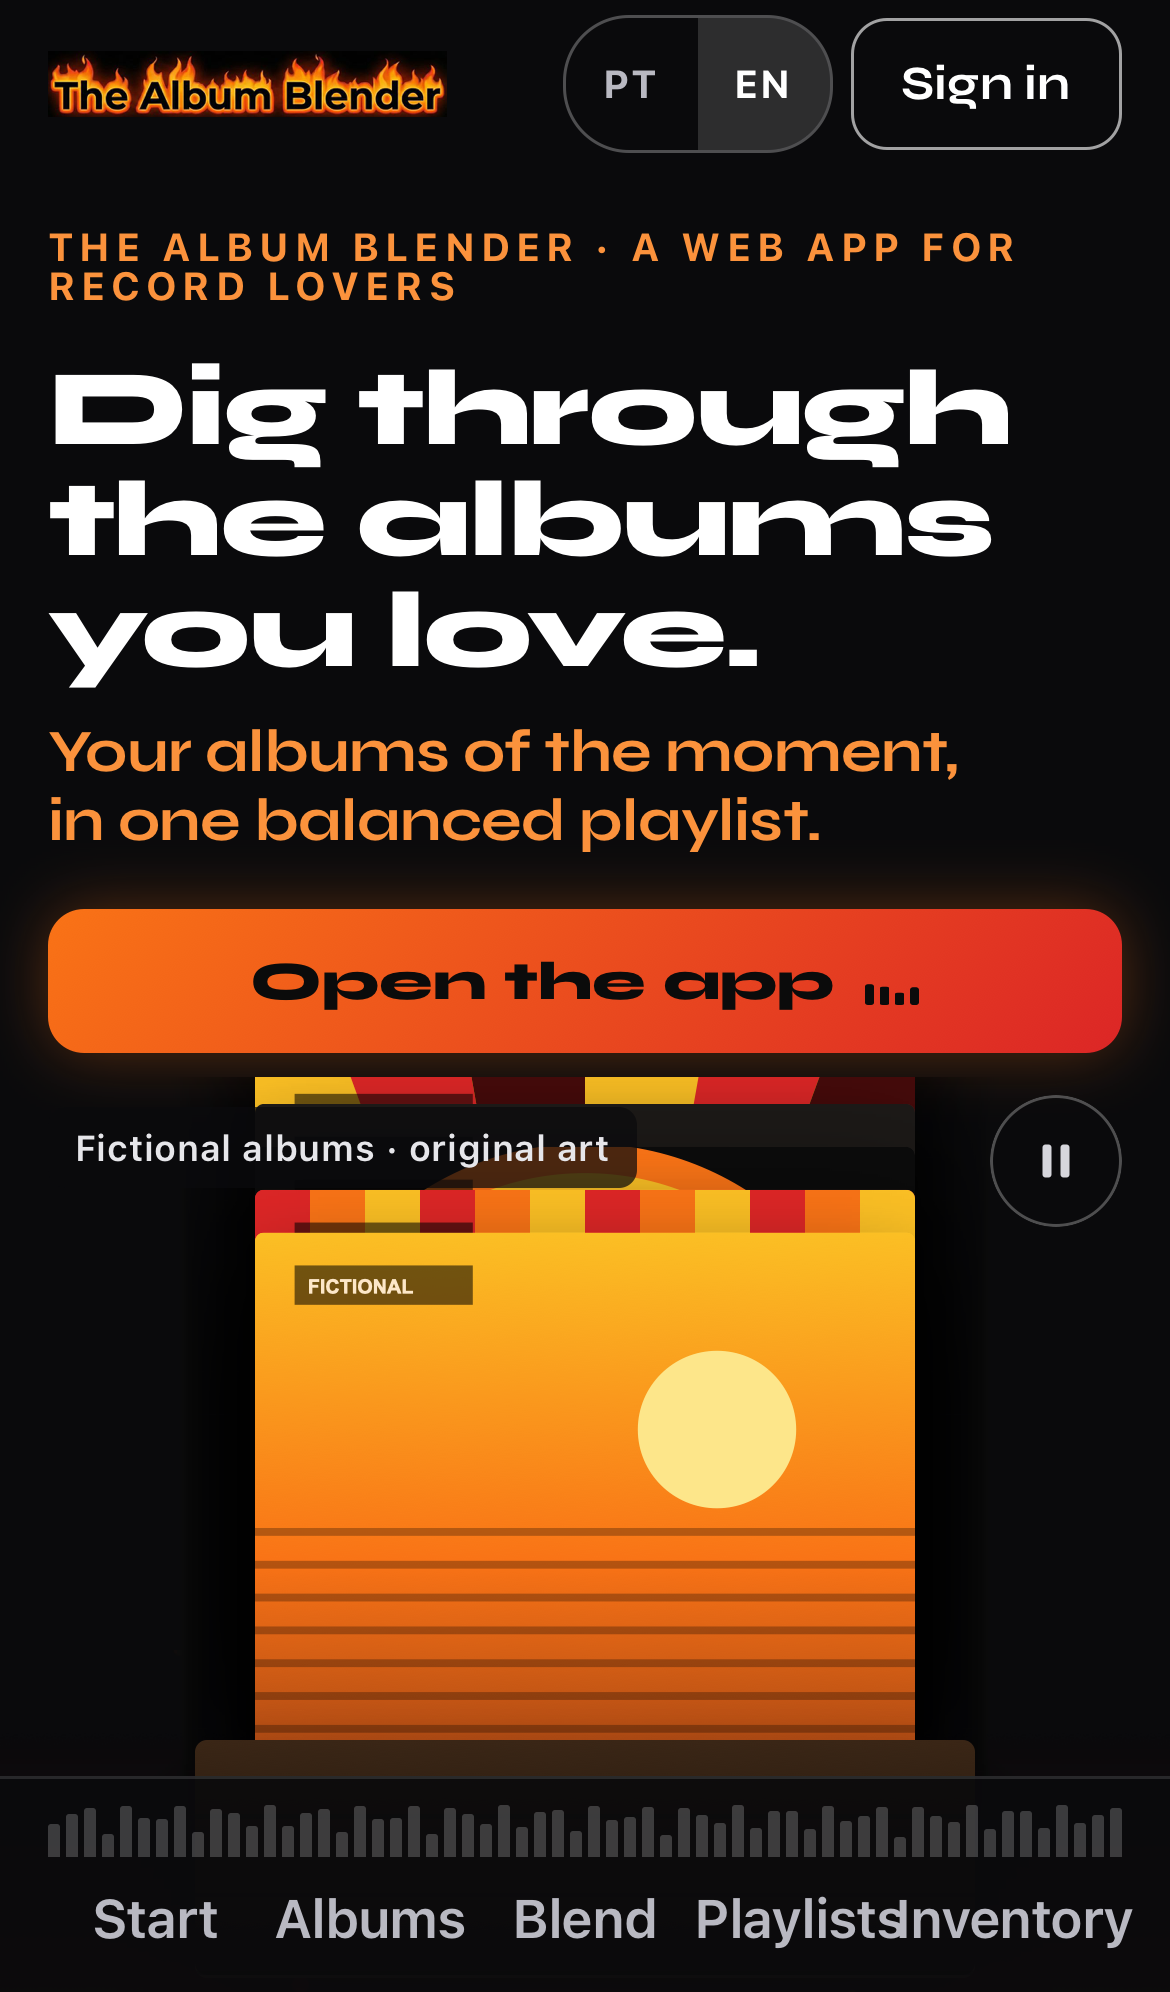 The Album Blender
PT
EN
Sign in
THE ALBUM BLENDER · A WEB APP FOR
RECORD LOVERS
Dig through
the albums
you love.
Your albums of the moment,
in one balanced playlist.
Open the app
Fictional albums · original art
FICTIONAL
Start
Albums
Blend
Playlists
Inventory